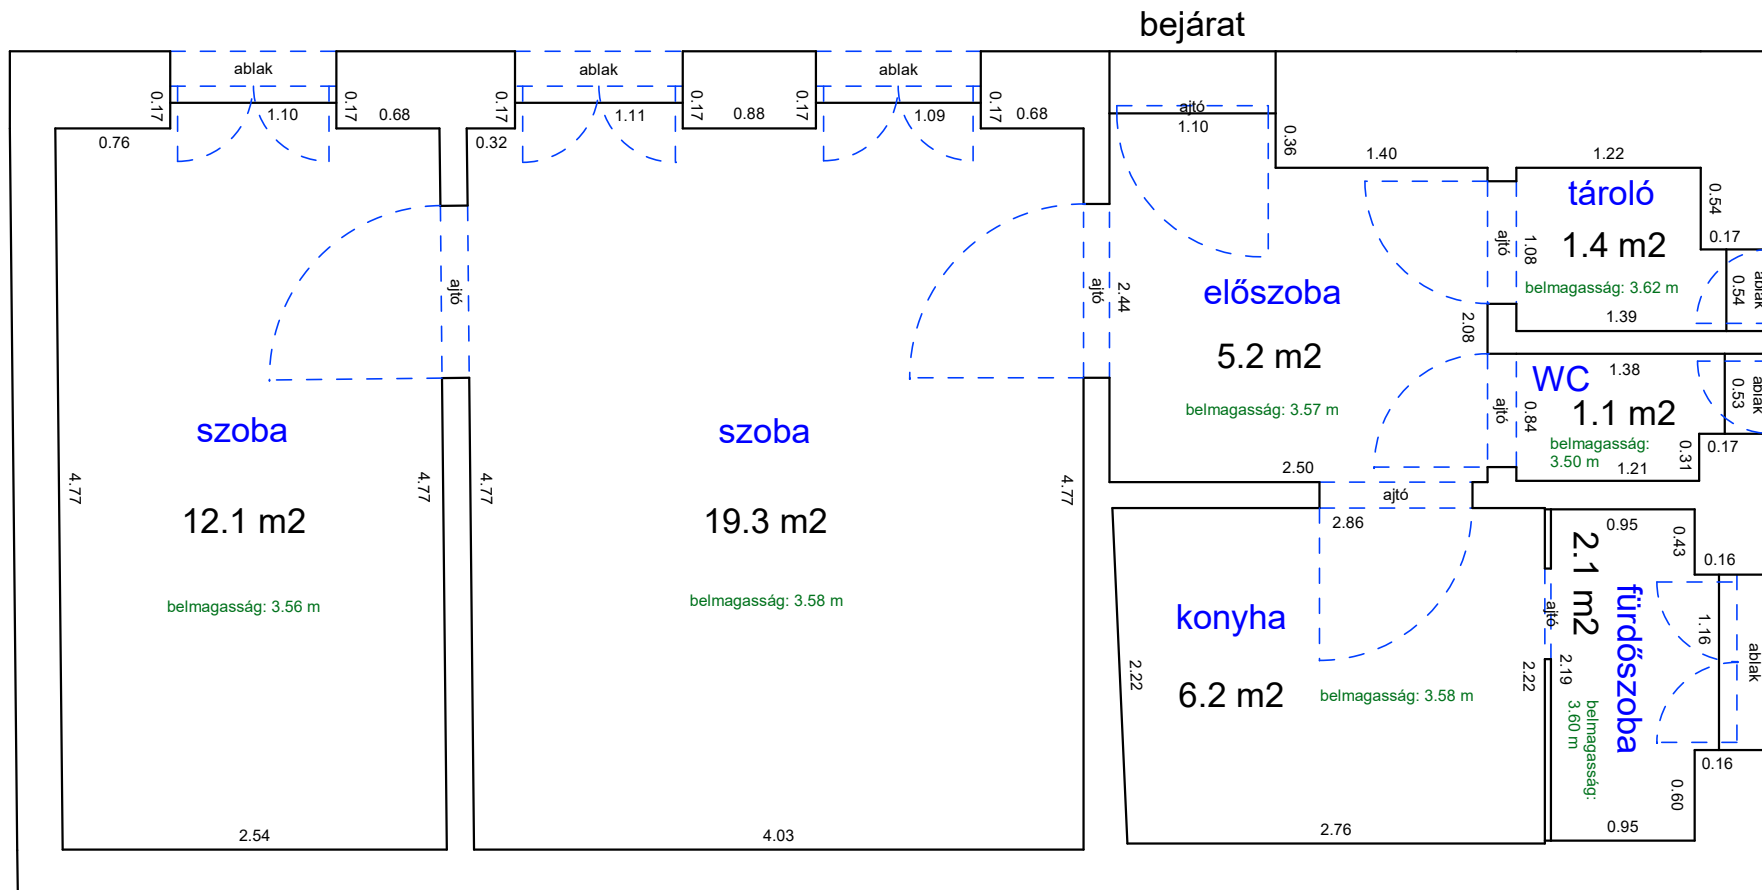 bejárat
ablak
ablak
ablak
0.17
1.10
0.17
0.68
0.76
0.17
0.32
1.11
0.17
0.88
0.17
1.09
0.17
0.68
ajtó
1.10
0.36
1.40
1.22
tároló
1.4 m2
belmagasság: 3.62 m
0.54
0.17
0.54
ablak
1.39
ajtó
1.08
ajtó
ajtó
2.44
előszoba
5.2 m2
belmagasság: 3.57 m
2.08
2.50
WC
1.1 m2
belmagasság:
3.50 m
1.38
0.53
ablak
0.17
0.31
1.21
ajtó
0.84
szoba
12.1 m2
belmagasság: 3.56 m
4.77
4.77
2.54
szoba
19.3 m2
belmagasság: 3.58 m
4.77
4.77
4.03
ajtó
2.86
konyha
6.2 m2
belmagasság: 3.58 m
2.22
2.22
2.76
ajtó
2.19
0.95
0.43
0.16
2.1 m2
fürdőszoba
belmagasság:
3.60 m
1.16
ablak
0.16
0.60
0.95